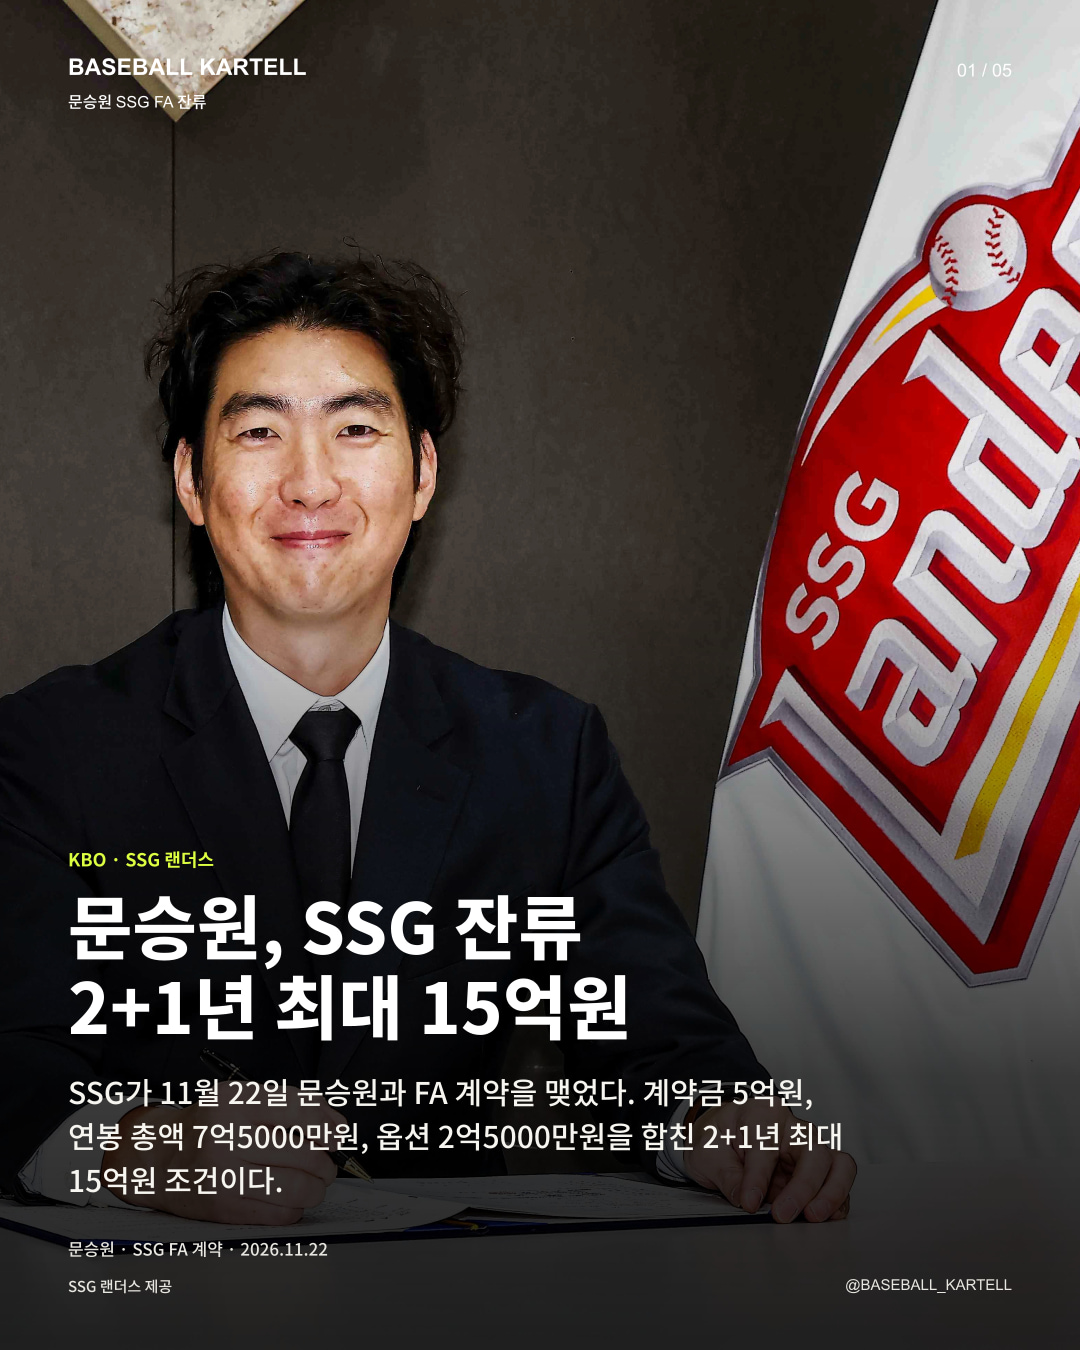 BASEBALL KARTELL
문승원 SSG FA 잔류
01 / 05
SSG
Lande
KBO · SSG 랜더스
문승원, SSG 잔류
2+1년 최대 15억원
SSG가 11월 22일 문승원과 FA 계약을 맺었다. 계약금 5억원,
연봉 총액 7억5000만원, 옵션 2억5000만원을 합친 2+1년 최대
15억원 조건이다.
문승원 · SSG FA 계약 · 2026.11.22
SSG 랜더스 제공
@BASEBALL_KARTELL